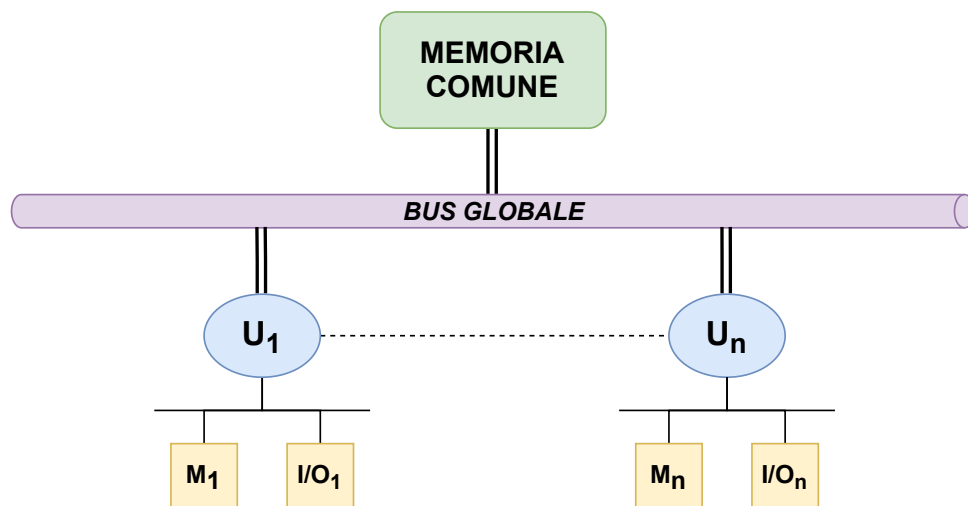 MEMORIA
COMUNE
BUS GLOBALE
U1
Un
M1
I/O1
Mn
I/On